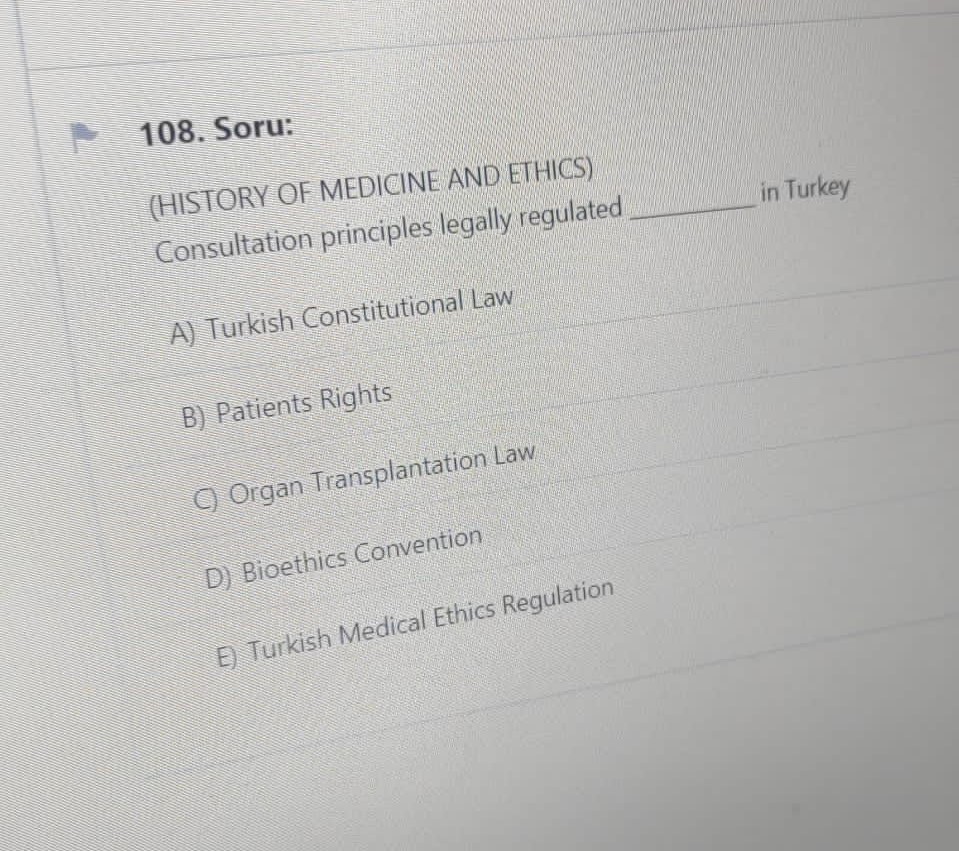 108. Soru:
(HISTORY OF MEDICINE AND ETHICS)
Consultation principles legally regulated __________ in Turkey
A) Turkish Constitutional Law
B) Patients Rights
C) Organ Transplantation Law
D) Bioethics Convention
E) Turkish Medical Ethics Regulation